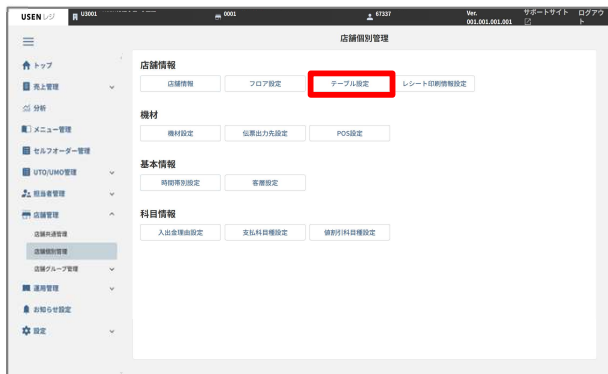 USEN レジ
U3001
0001
67337
Ver.
001.001.001.001
サポートサイト
ログアウト
店舗個別管理
トップ
売上管理
分析
メニュー管理
セルフオーダー管理
UTO/UMO管理
担当者管理
店舗管理
店舗共通管理
店舗個別管理
店舗グループ管理
運用管理
お知らせ設定
設定
店舗情報
店舗情報 フロア設定 テーブル設定 レシート印刷情報設定
機材
機材設定 伝票出力先設定 POS設定
基本情報
時間帯別設定 客層設定
科目情報
入出金理由設定 支払科目種設定 値割引科目種設定